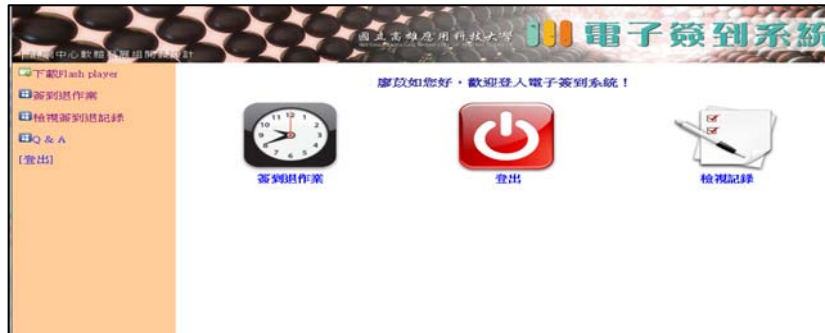 國立高雄應用科技大學
電子簽到系統
下載Flash player
簽到退作業
檢視簽到退記錄
Q & A
[登出]
廖苡如您好，歡迎登入電子簽到系統！
簽到退作業
登出
檢視記錄